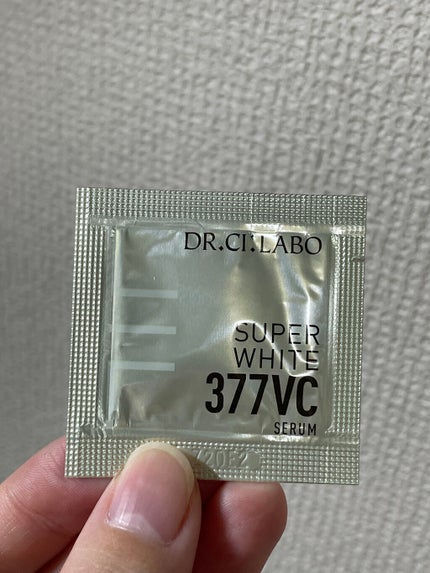 DR.CI:LABO
SUPER
WHITE
377VC
SERUM